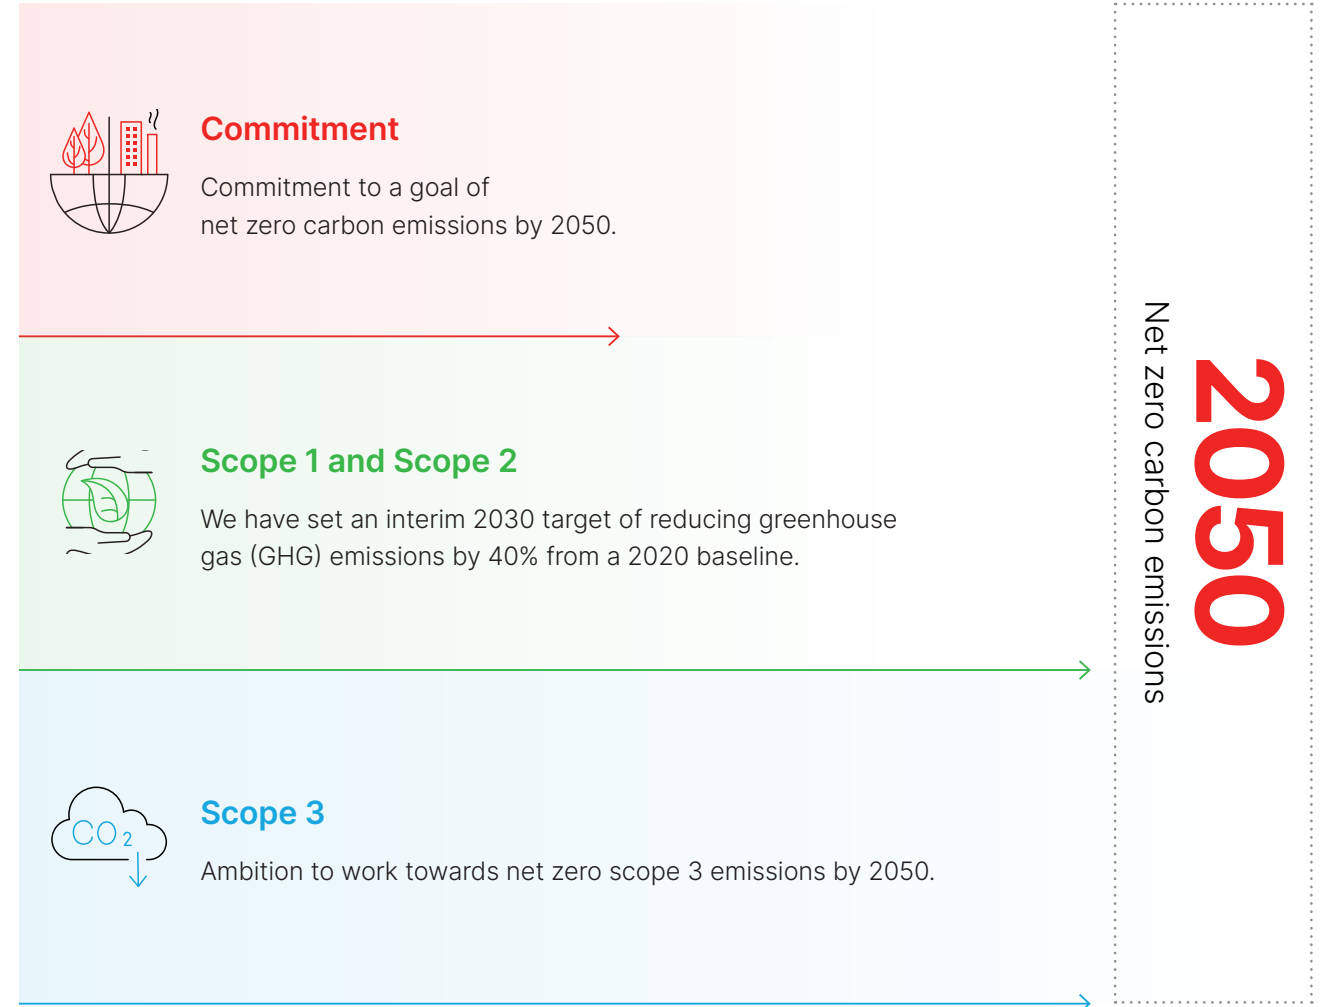 Commitment
Commitment to a goal of
net zero carbon emissions by 2050.
Scope 1 and Scope 2
We have set an interim 2030 target of reducing greenhouse
gas (GHG) emissions by 40% from a 2020 baseline.
CO₂
Scope 3
Ambition to work towards net zero scope 3 emissions by 2050.
2050
Net zero carbon emissions